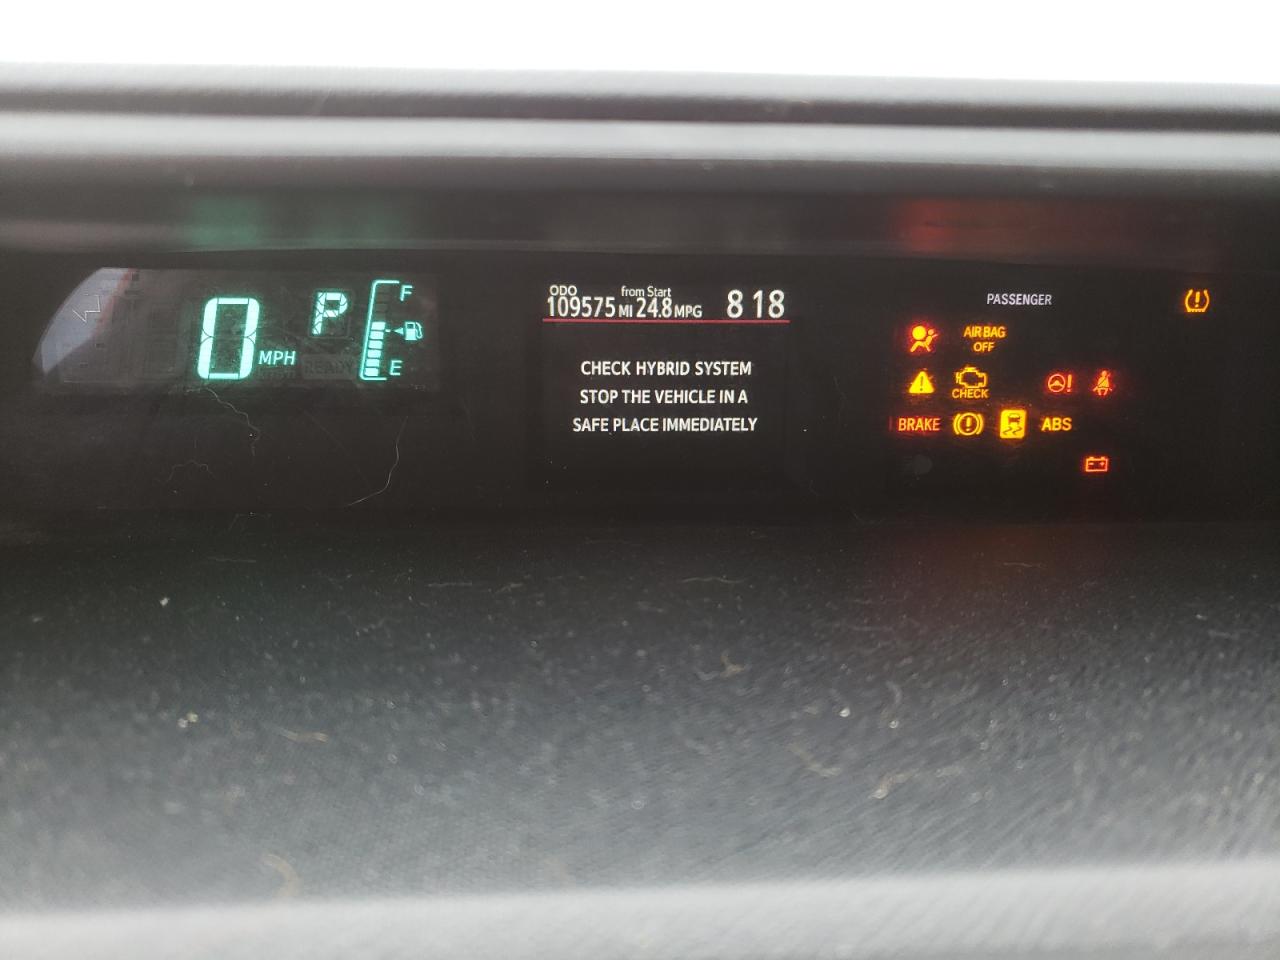 0 MPH
P
F
E
READY
ODO
109575 MI
from Start
24.8 MPG
8 18
CHECK HYBRID SYSTEM
STOP THE VEHICLE IN A
SAFE PLACE IMMEDIATELY
PASSENGER
AIR BAG
OFF
CHECK
BRAKE
ABS